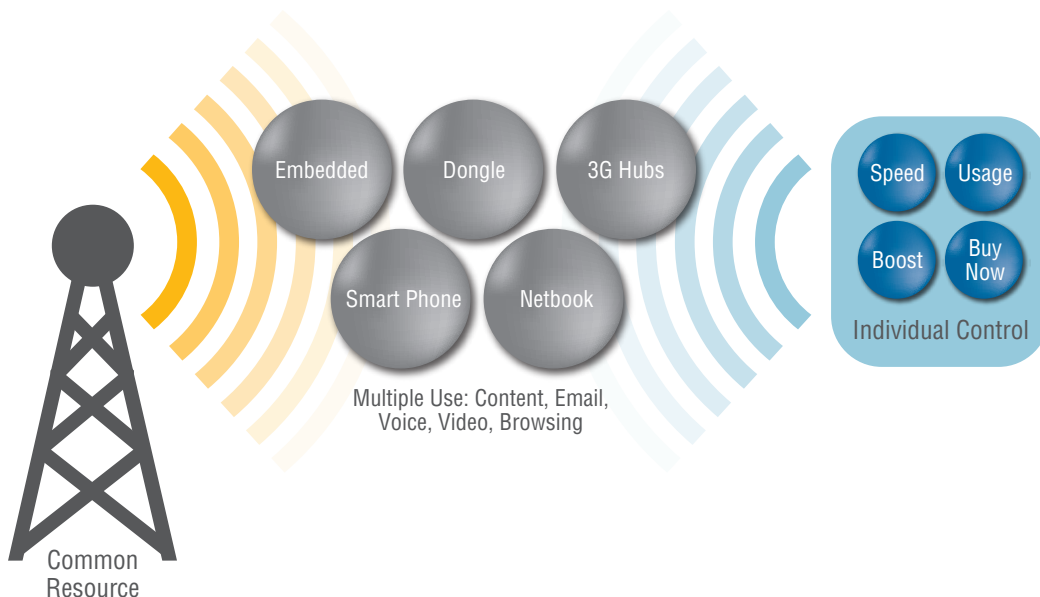 Embedded
Dongle
3G Hubs
Smart Phone
Netbook
Multiple Use: Content, Email,
Voice, Video, Browsing
Speed
Usage
Boost
Buy
Now
Individual Control
Common
Resource